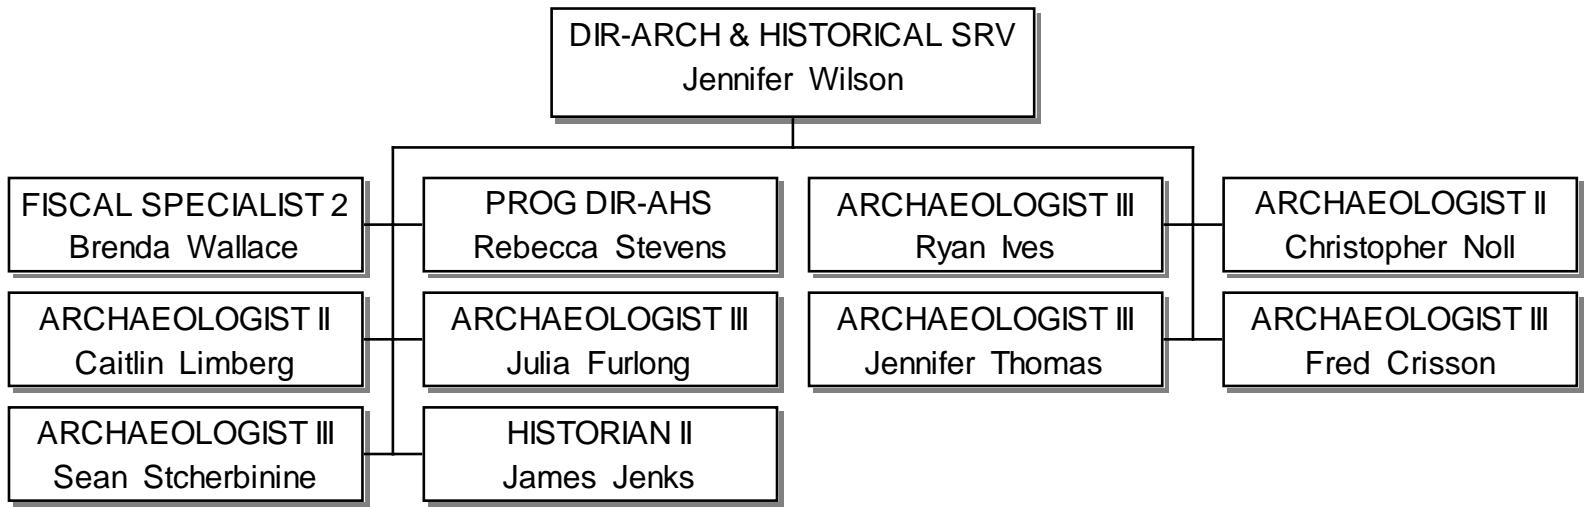 DIR-ARCH & HISTORICAL SRV
Jennifer Wilson
FISCAL SPECIALIST 2
Brenda Wallace
PROG DIR-AHS
Rebecca Stevens
ARCHAEOLOGIST III
Ryan Ives
ARCHAEOLOGIST II
Christopher Noll
ARCHAEOLOGIST II
Caitlin Limberg
ARCHAEOLOGIST III
Julia Furlong
ARCHAEOLOGIST III
Jennifer Thomas
ARCHAEOLOGIST III
Fred Crisson
ARCHAEOLOGIST III
Sean Stcherbinine
HISTORIAN II
James Jenks